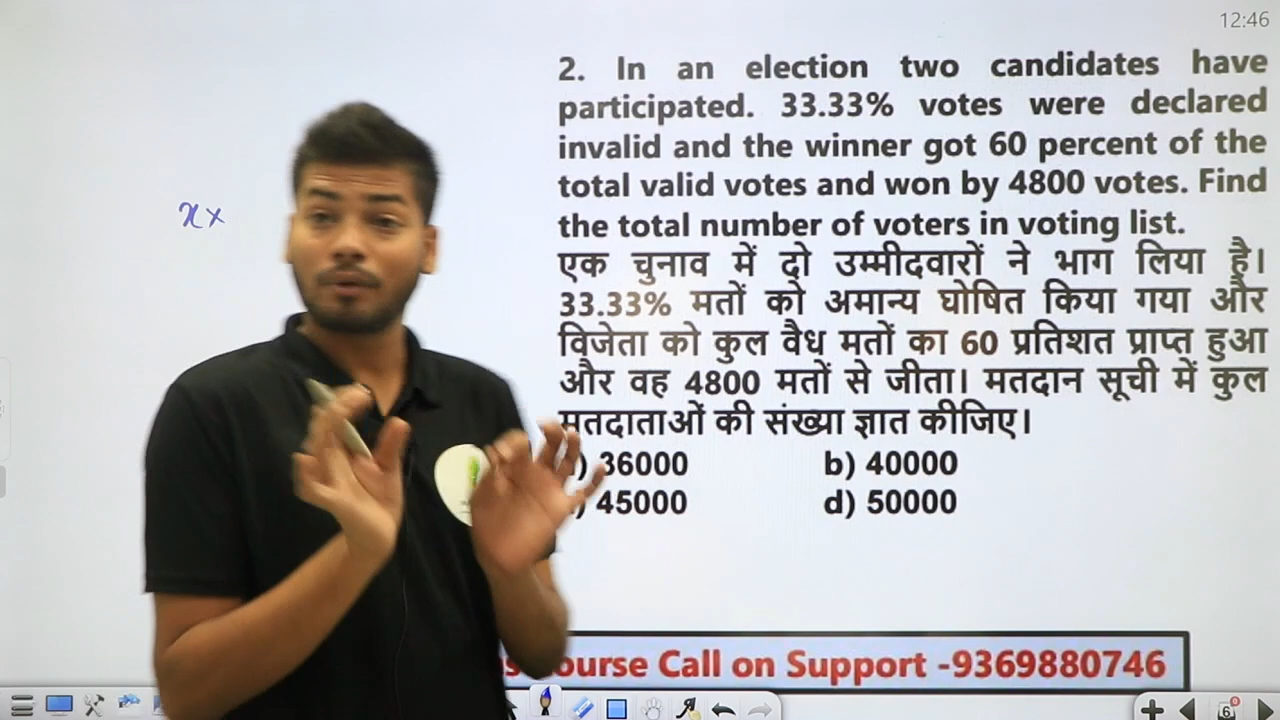 12:46
2. In an election two candidates have
participated. 33.33% votes were declared
invalid and the winner got 60 percent of the
total valid votes and won by 4800 votes. Find
the total number of voters in voting list.
एक चुनाव में दो उम्मीदवारों ने भाग लिया है।
33.33% मतों को अमान्य घोषित किया गया और
विजेता को कुल वैध मतों का 60 प्रतिशत प्राप्त हुआ
और वह 4800 मतों से जीता। मतदान सूची में कुल
मतदाताओं की संख्या ज्ञात कीजिए।
36000 b) 40000
45000 d) 50000
x×
Course Call on Support -9369880746
6